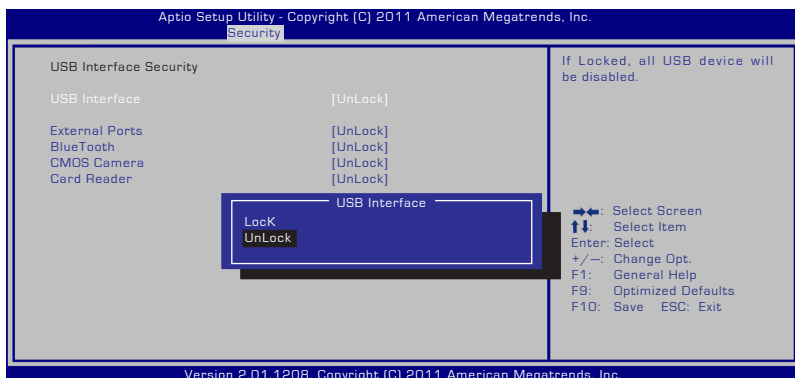 Aptio Setup Utility - Copyright (C) 2011 American Megatrends, Inc.
Security
USB Interface Security
USB Interface [UnLock]
External Ports [UnLock]
BlueTooth [UnLock]
CMOS Camera [UnLock]
Card Reader [UnLock]
USB Interface
LocK
UnLock
If Locked, all USB device will
be disabled.
→←: Select Screen
↑↓: Select Item
Enter: Select
+/—: Change Opt.
F1: General Help
F9: Optimized Defaults
F10: Save ESC: Exit
Version 2.01.1208. Copyright (C) 2011 American Megatrends, Inc.